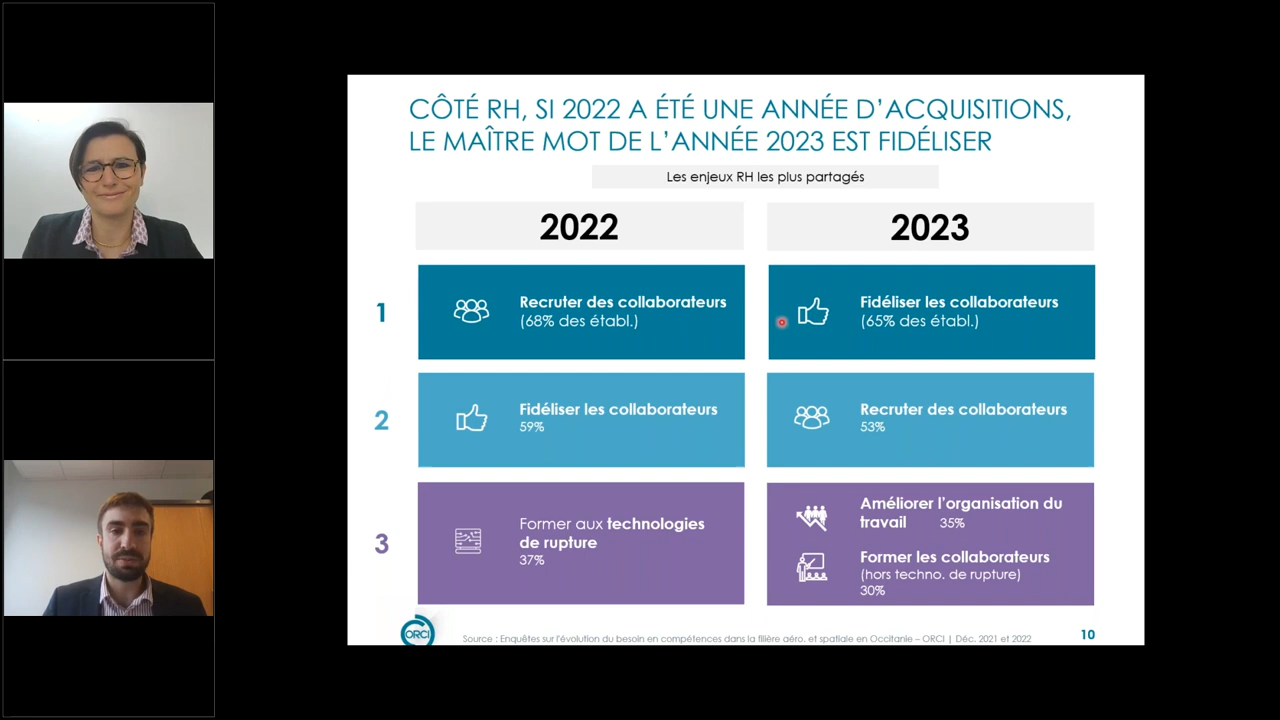 CÔTÉ RH, SI 2022 A ÉTÉ UNE ANNÉE D’ACQUISITIONS,
LE MAÎTRE MOT DE L’ANNÉE 2023 EST FIDÉLISER
Les enjeux RH les plus partagés
2022
2023
1
Recruter des collaborateurs
(68% des établ.)
Fidéliser les collaborateurs
(65% des établ.)
2
Fidéliser les collaborateurs
59%
Recruter des collaborateurs
53%
3
Former aux technologies
de rupture
37%
Améliorer l’organisation du
travail 35%
Former les collaborateurs
(hors techno. de rupture)
30%
ORCI
Source : Enquêtes sur l'évolution du besoin en compétences dans la filière aéro. et spatiale en Occitanie – ORCI | Déc. 2021 et 2022
10